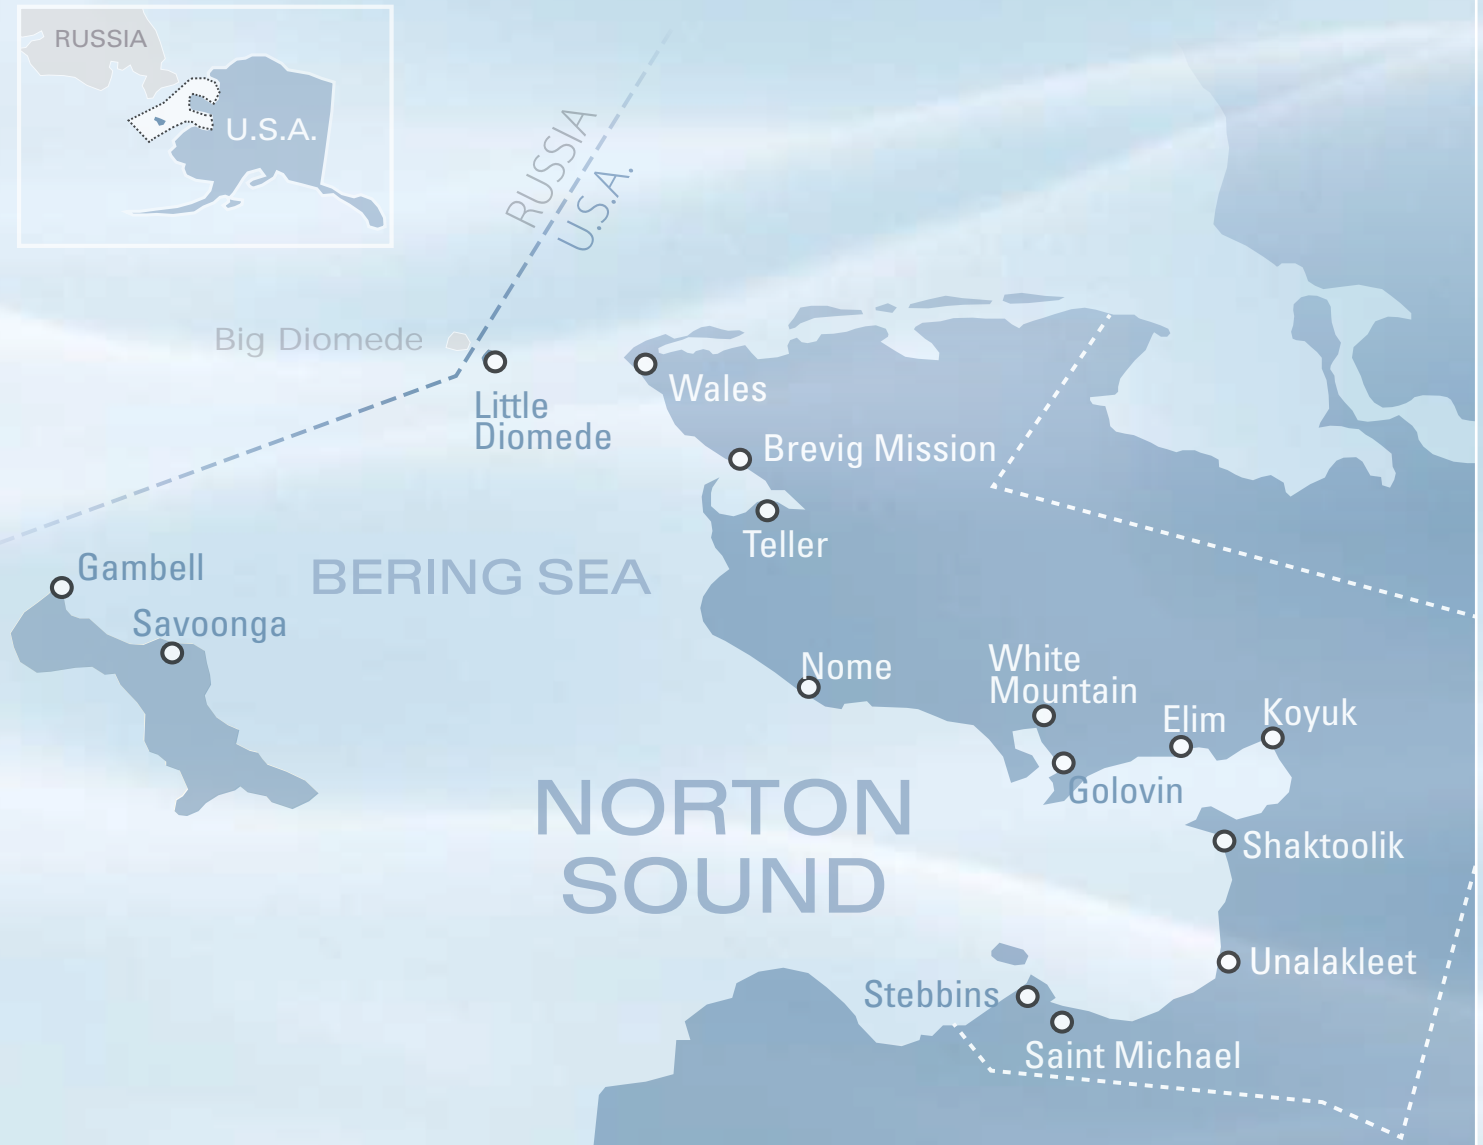 RUSSIA
U.S.A.
RUSSIA
U.S.A.
Big Diomede
Little
Diomede
Wales
Brevig Mission
Teller
Gambell
BERING SEA
Savoonga
Nome
White
Mountain
Elim
Koyuk
Golovin
NORTON
SOUND
Shaktoolik
Unalakleet
Stebbins
Saint Michael